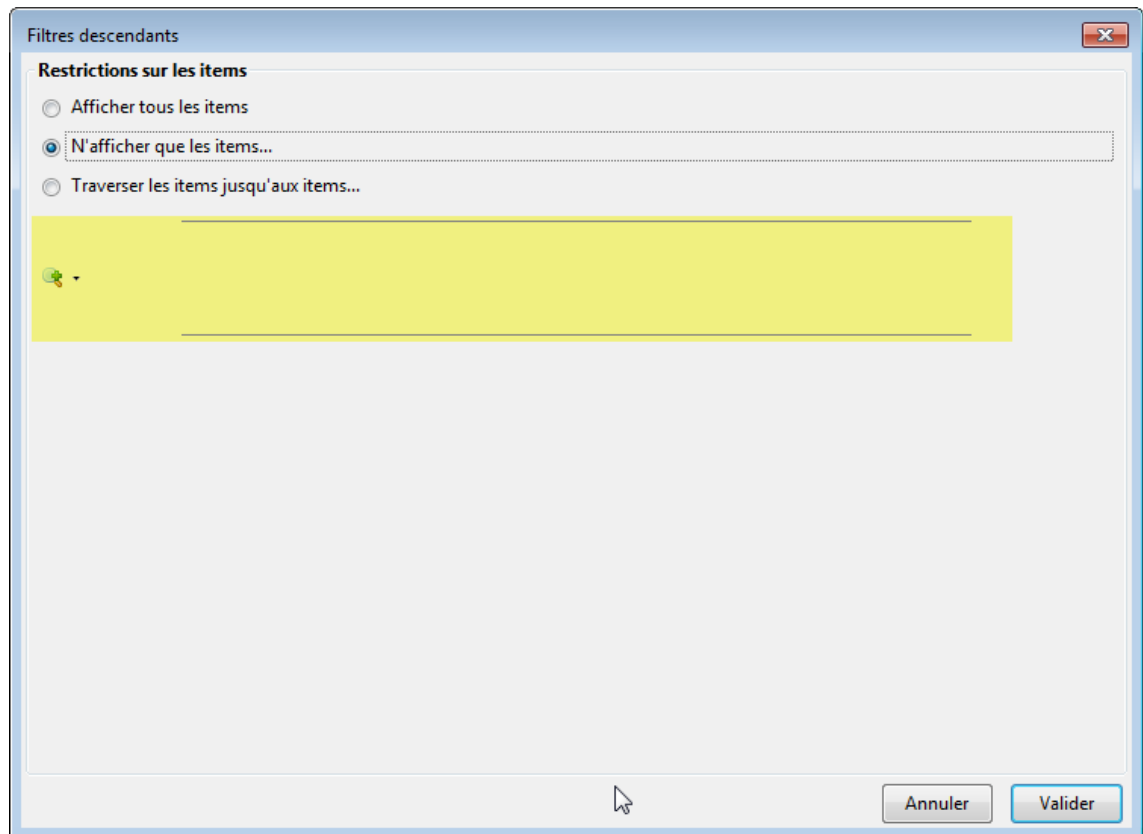 Filtres descendants
Restrictions sur les items
Afficher tous les items
N'afficher que les items...
Traverser les items jusqu'aux items...
Annuler Valider